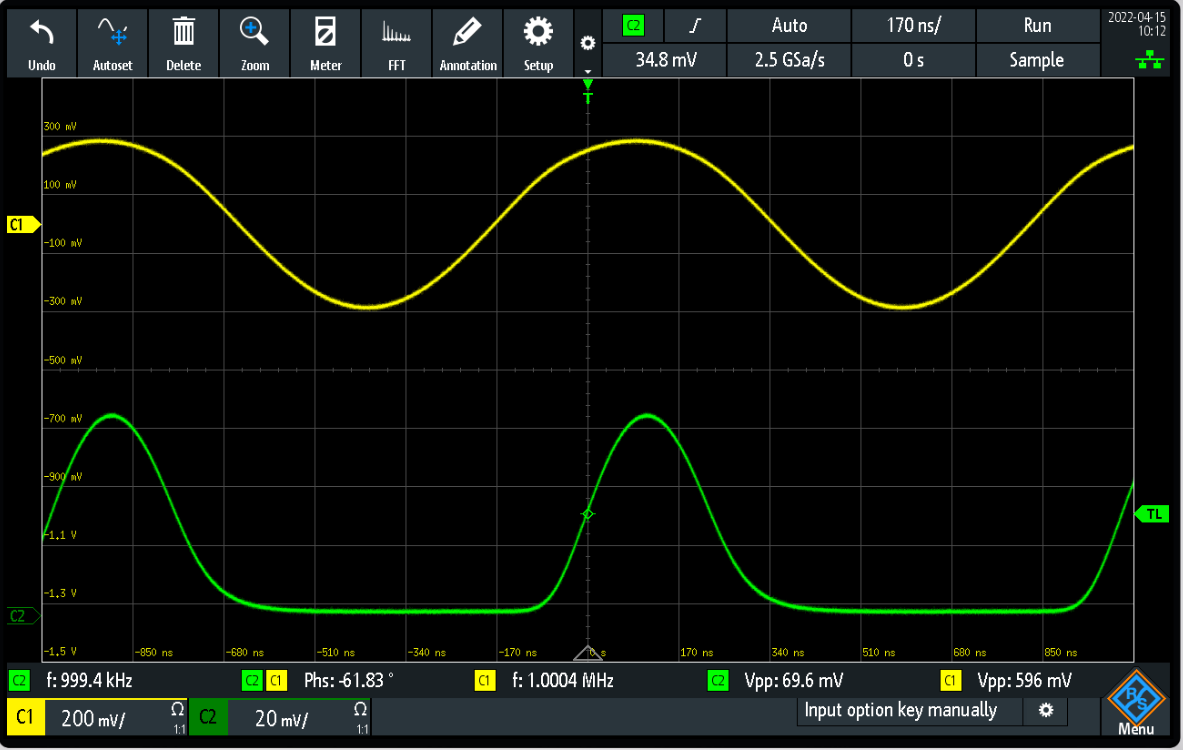 Undo Autoset Delete Zoom Meter FFT Annotation Setup
C2 Auto 170 ns/ Run
34.8 mV 2.5 GSa/s 0 s Sample
2022-04-15
10:12
T
300 mV
100 mV
C1
-100 mV
-300 mV
-500 mV
-700 mV
-900 mV
TL
-1.1 V
-1.3 V
C2
-1.5 V -850 ns -680 ns -510 ns -340 ns -170 ns 0 s 170 ns 340 ns 510 ns 680 ns 850 ns
C2 f: 999.4 kHz C2 C1 Phs: -61.83 ° C1 f: 1.0004 MHz C2 Vpp: 69.6 mV C1 Vpp: 596 mV
C1 200 mV/ Ω 1:1 C2 20 mV/ Ω 1:1 Input option key manually
R S
Menu